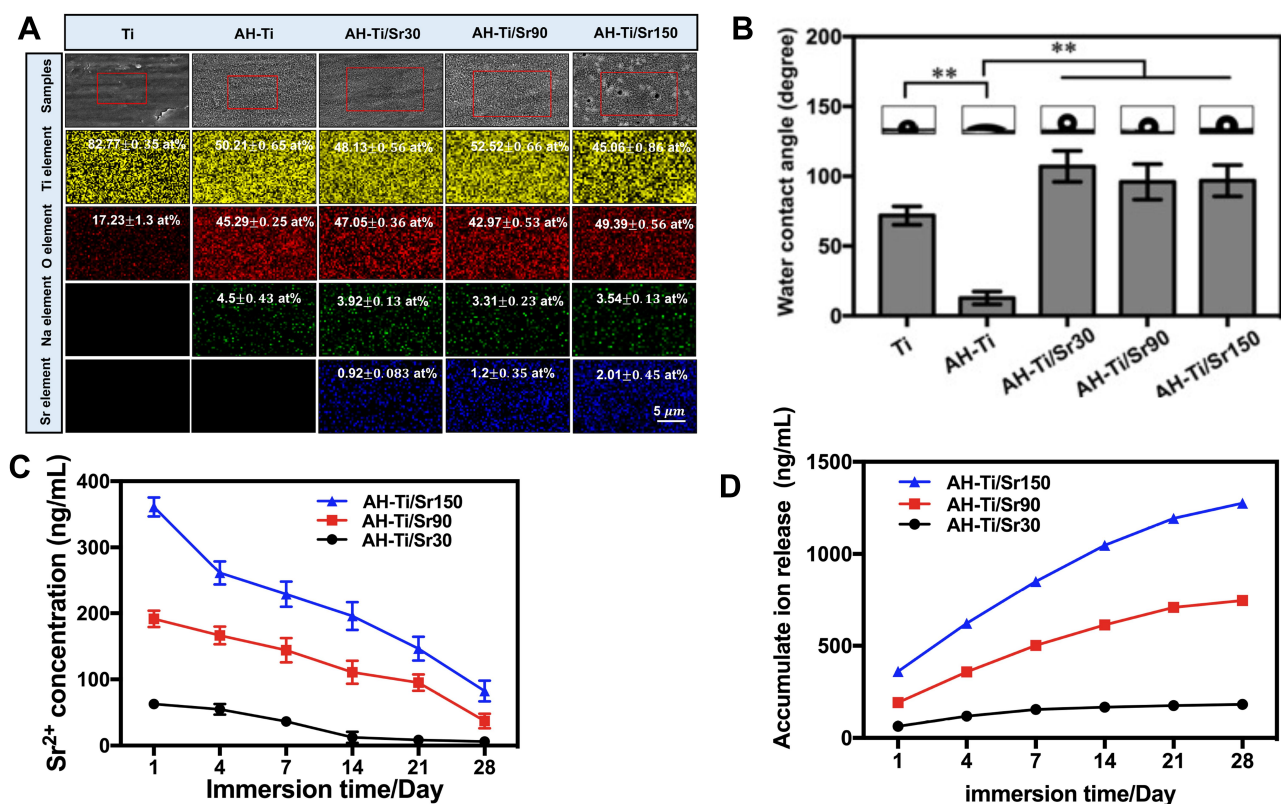 A
Ti AH-Ti AH-Ti/Sr30 AH-Ti/Sr90 AH-Ti/Sr150
Samples
Ti element
82.77±0.35 at% 50.21±0.65 at% 48.13±0.56 at% 52.52±0.66 at% 45.06±0.86 at%
O element
17.23±1.3 at% 45.29±0.25 at% 47.05±0.36 at% 42.97±0.53 at% 49.39±0.56 at%
Na element
4.5±0.43 at% 3.92±0.13 at% 3.31±0.23 at% 3.54±0.13 at%
Sr element
0.92±0.083 at% 1.2±0.35 at% 2.01±0.45 at%
5 μm
B
Water contact angle (degree)
200
150
100
50
0
**
**
Ti AH-Ti AH-Ti/Sr30 AH-Ti/Sr90 AH-Ti/Sr150
C
Sr²⁺ concentration (ng/mL)
400
300
200
100
0
AH-Ti/Sr150
AH-Ti/Sr90
AH-Ti/Sr30
1 4 7 14 21 28
Immersion time/Day
D
Accumulate ion release (ng/mL)
1500
1000
500
0
AH-Ti/Sr150
AH-Ti/Sr90
AH-Ti/Sr30
1 4 7 14 21 28
immersion time/Day